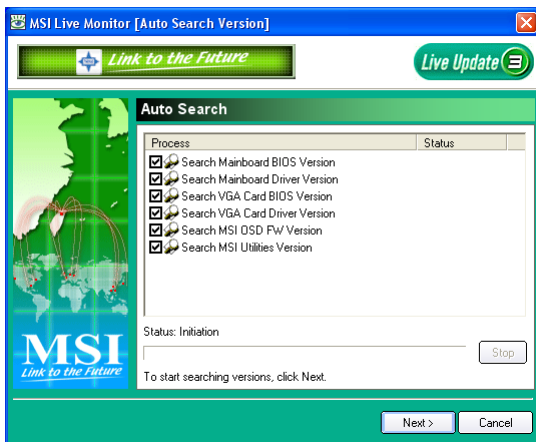 MSI Live Monitor [Auto Search Version]
Link to the Future
Live Update 3
Auto Search
Process Status
Search Mainboard BIOS Version
Search Mainboard Driver Version
Search VGA Card BIOS Version
Search VGA Card Driver Version
Search MSI OSD FW Version
Search MSI Utilities Version
Status: Initiation
Stop
To start searching versions, click Next.
MSI
Link to the Future
Next >
Cancel